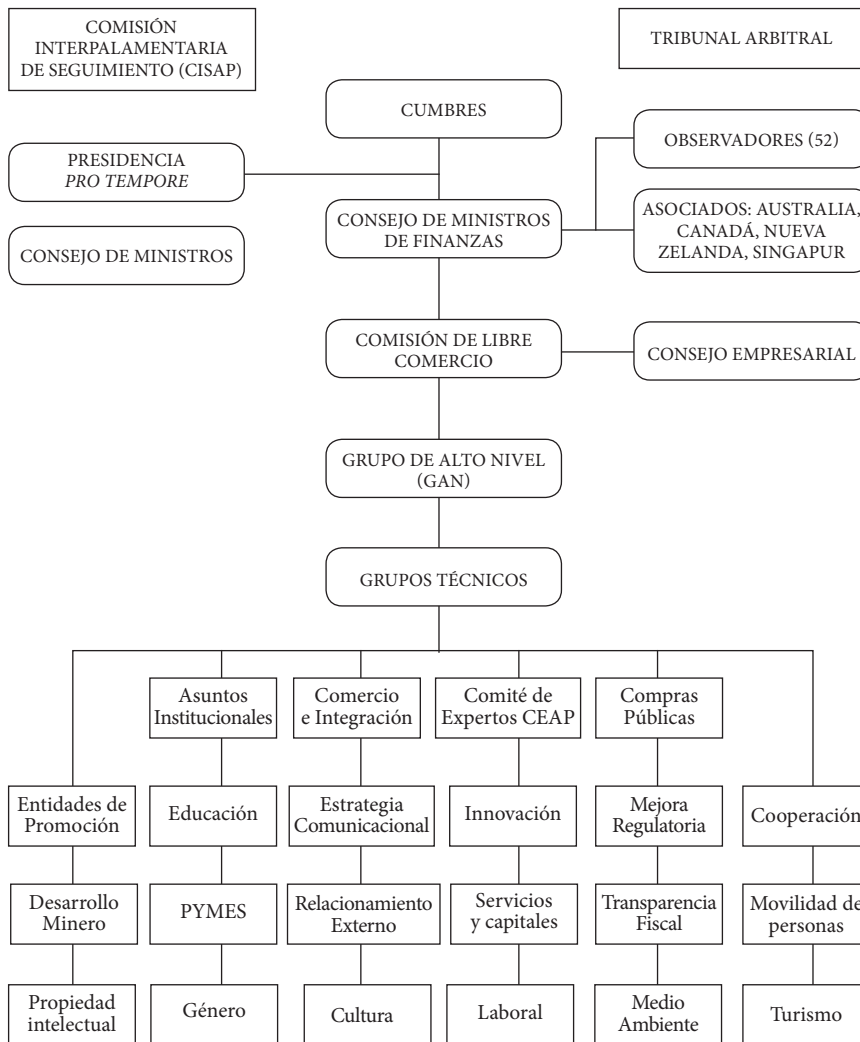 COMISIÓN
INTERPALAMENTARIA
DE SEGUIMIENTO (CISAP)
TRIBUNAL ARBITRAL
CUMBRES
OBSERVADORES (52)
PRESIDENCIA
PRO TEMPORE
CONSEJO DE MINISTROS
DE FINANZAS
ASOCIADOS: AUSTRALIA,
CANADÁ, NUEVA
ZELANDA, SINGAPUR
CONSEJO DE MINISTROS
COMISIÓN DE LIBRE
COMERCIO
CONSEJO EMPRESARIAL
GRUPO DE ALTO NIVEL
(GAN)
GRUPOS TÉCNICOS
Asuntos
Institucionales
Comercio
e Integración
Comité de
Expertos CEAP
Compras
Públicas
Entidades de
Promoción
Educación
Estrategia
Comunicacional
Innovación
Mejora
Regulatoria
Cooperación
Desarrollo
Minero
PYMES
Relacionamiento
Externo
Servicios
y capitales
Transparencia
Fiscal
Movilidad de
personas
Propiedad
intelectual
Género
Cultura
Laboral
Medio
Ambiente
Turismo